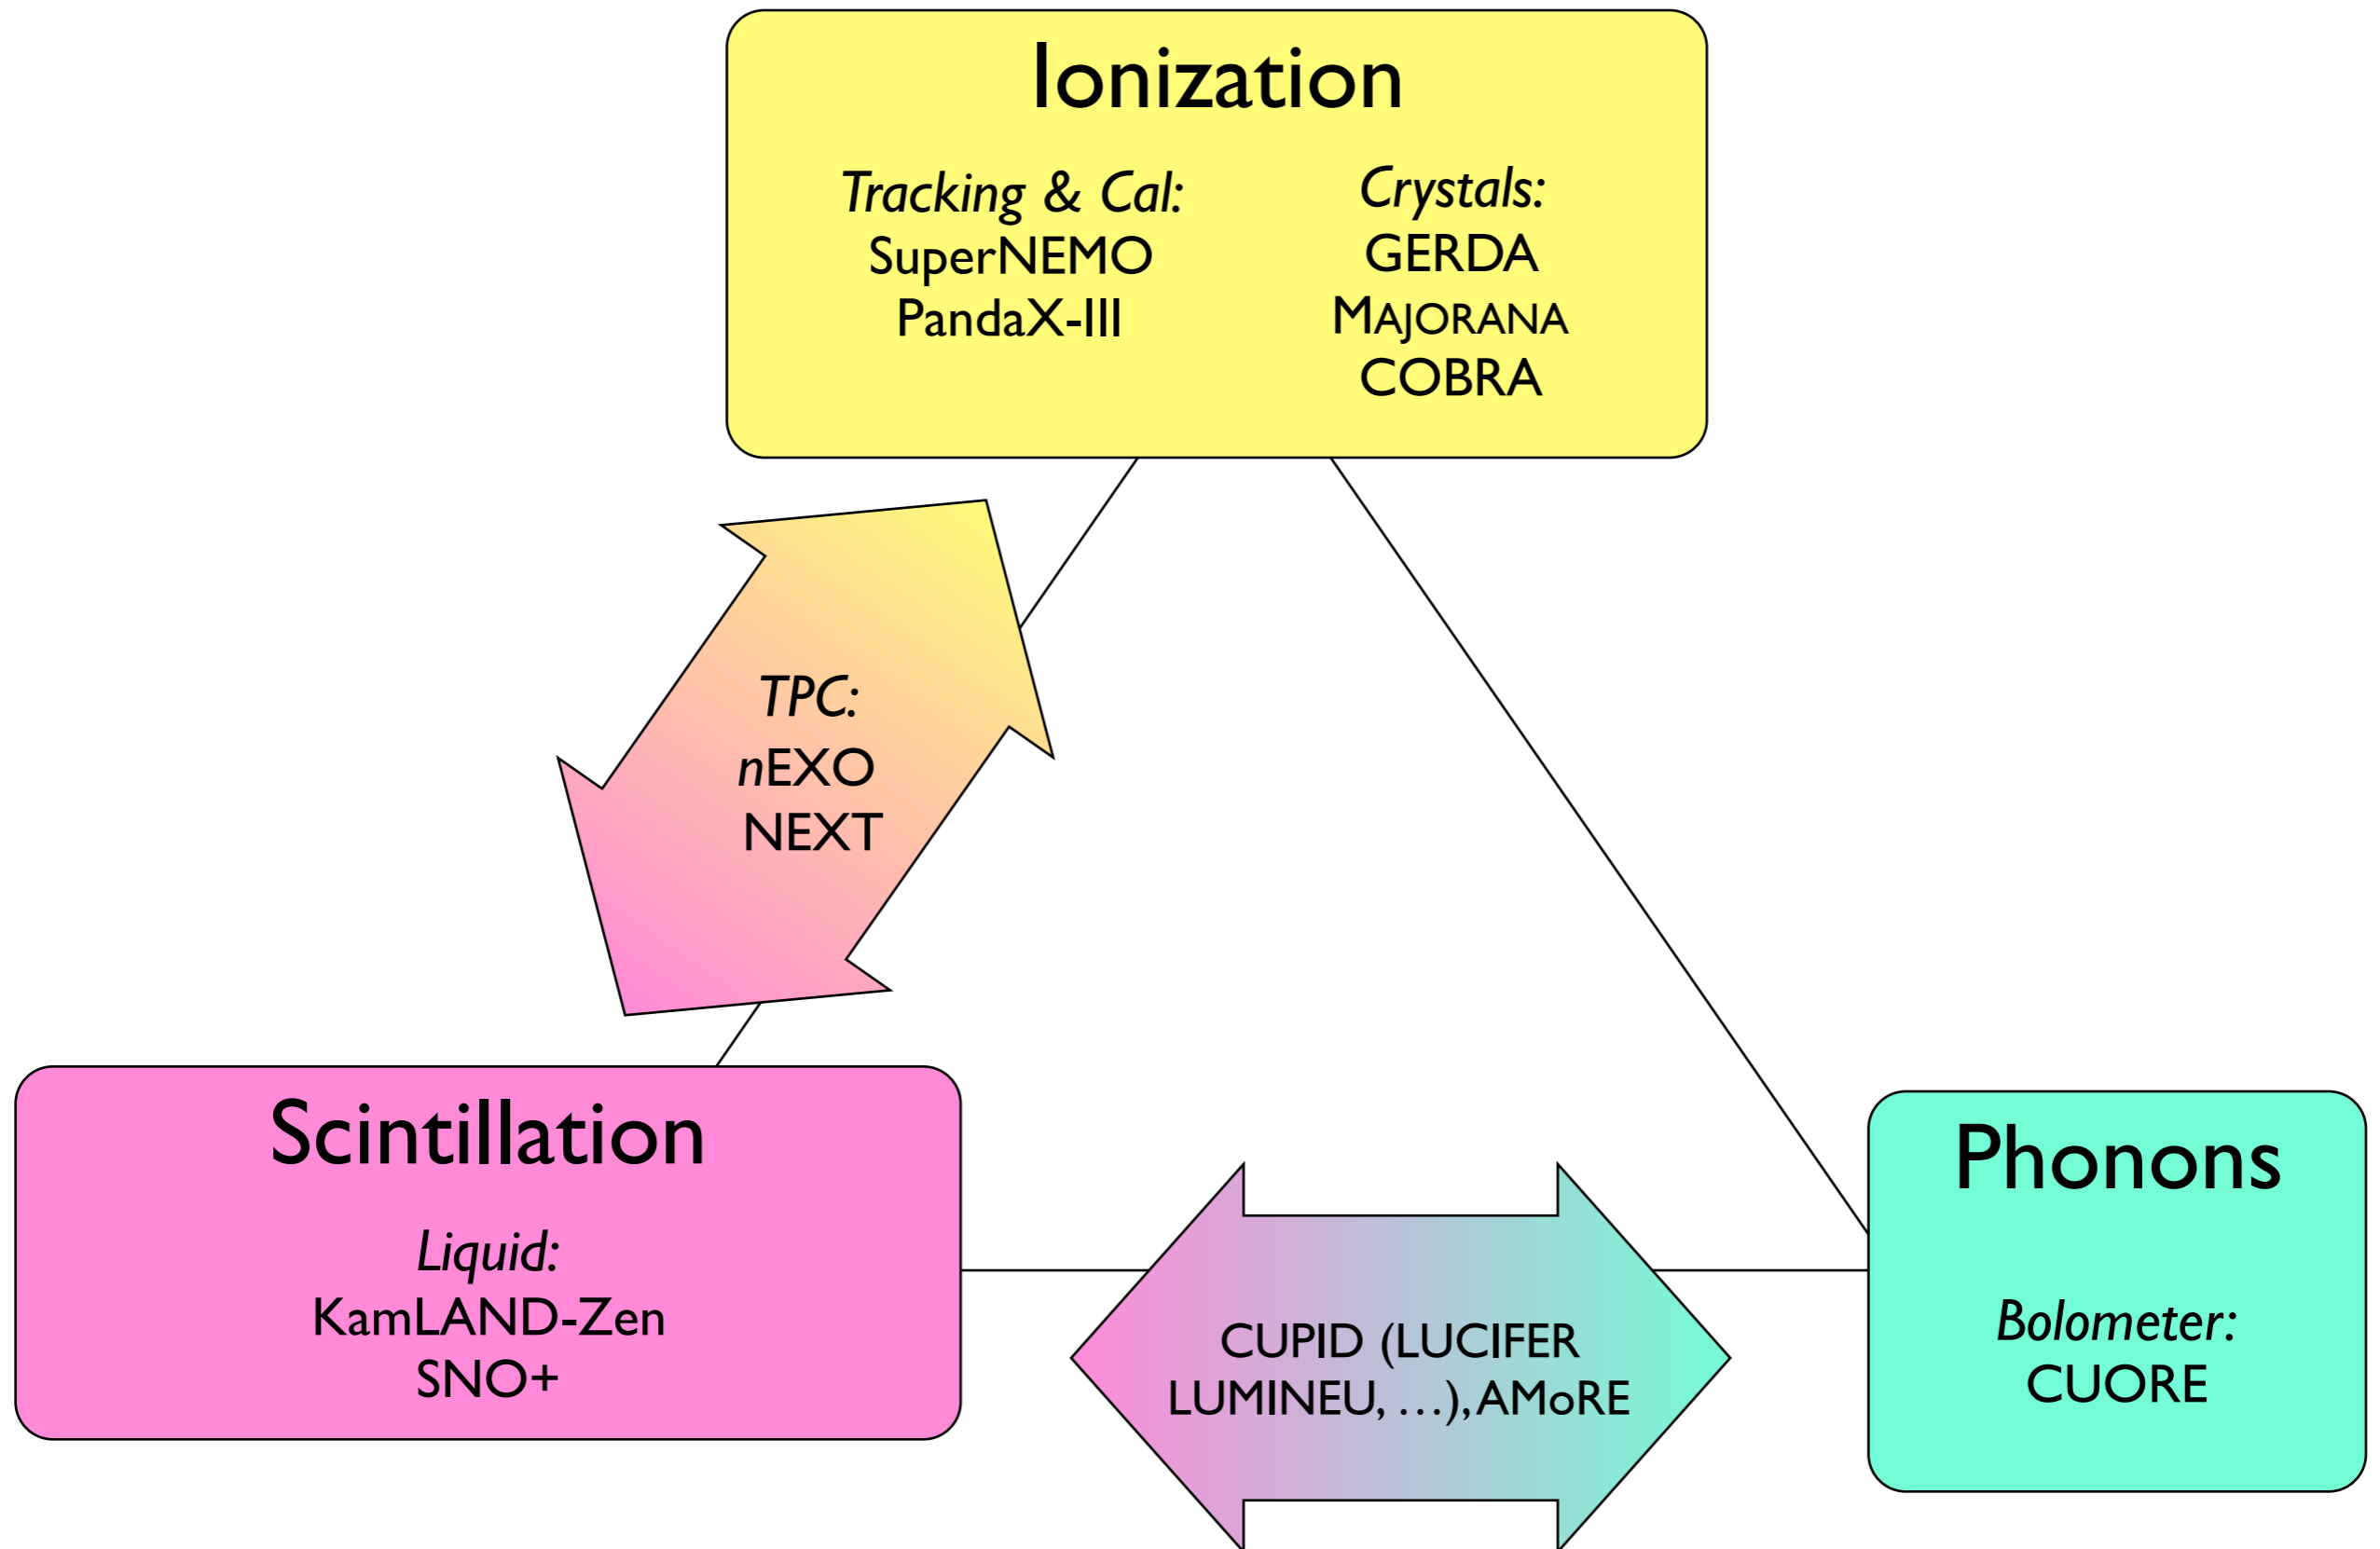 Ionization
Tracking & Cal:
SuperNEMO
PandaX-III
Crystals:
GERDA
MAJORANA
COBRA
TPC:
nEXO
NEXT
Scintillation
Liquid:
KamLAND-Zen
SNO+
CUPID (LUCIFER
LUMINEU, …), AMoRE
Phonons
Bolometer:
CUORE